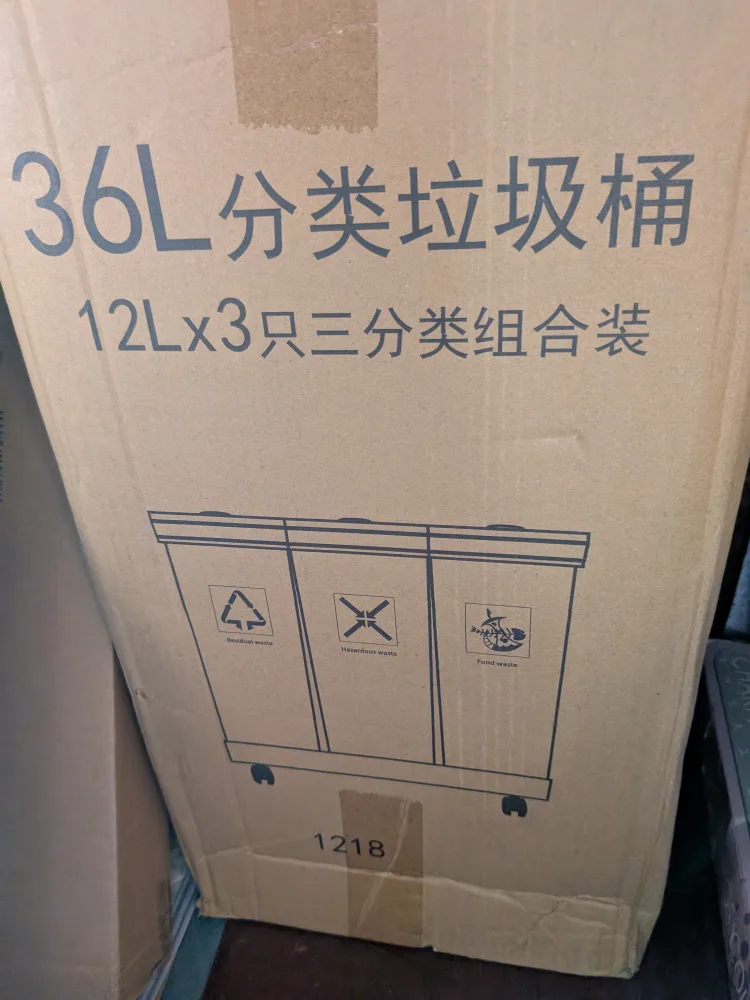 36L分类垃圾桶
12Lx3只三分类组合装
Residual waste
Hazardous waste
Food waste
1218